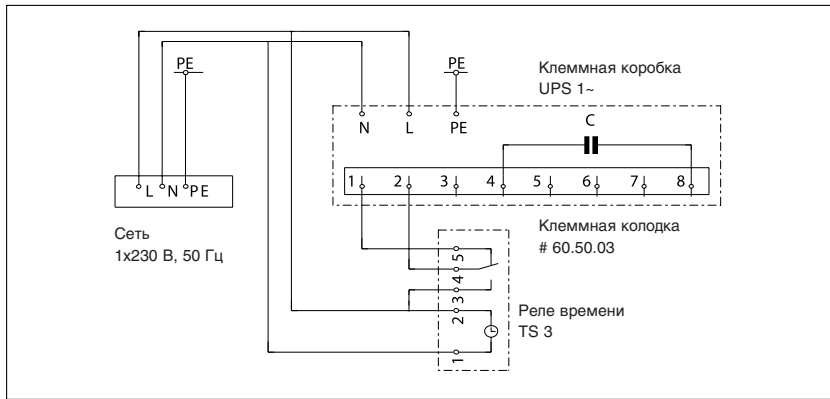 PE
PE
Клеммная коробка
UPS 1~
N L PE
C
1 2 3 4 5 6 7 8
L N PE
Сеть
1x230 В, 50 Гц
Клеммная колодка
# 60.50.03
5
4
3
2
1
Реле времени
TS 3